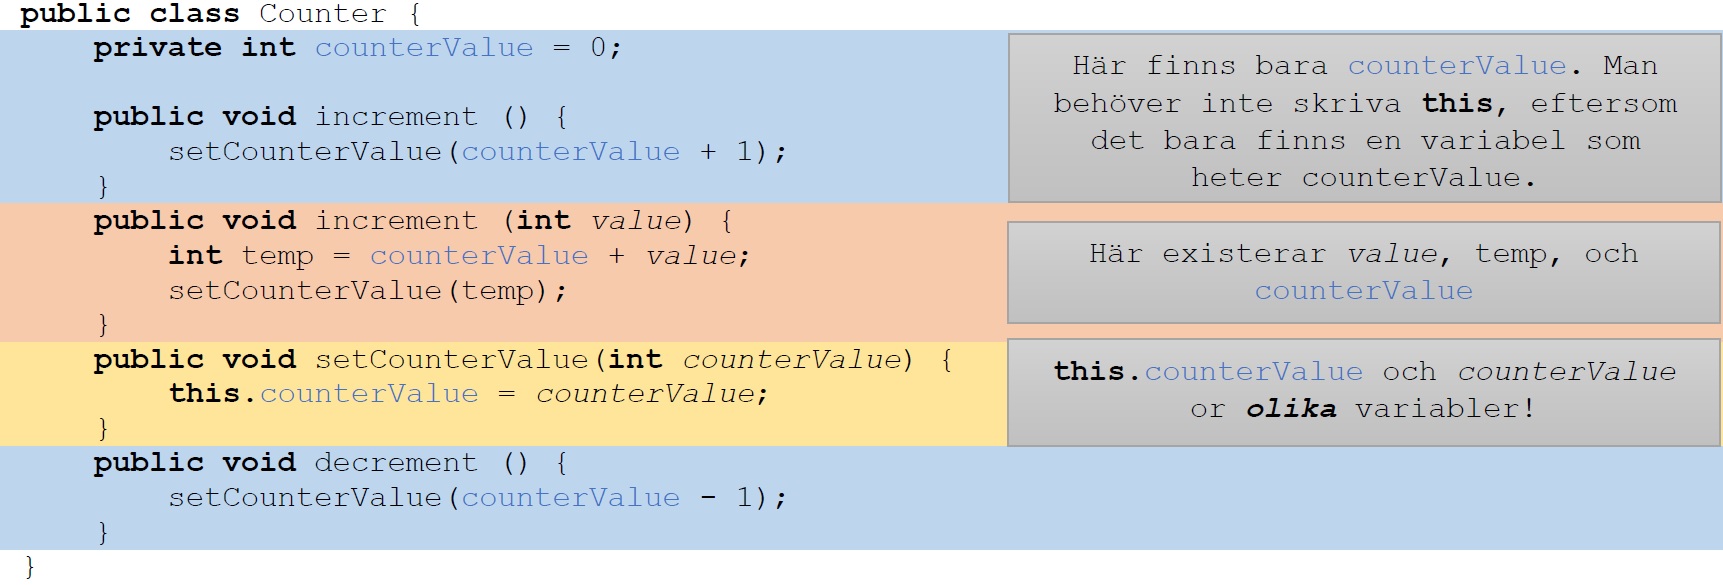 public class Counter {
private int counterValue = 0;
public void increment () {
setCounterValue(counterValue + 1);
}
public void increment (int value) {
int temp = counterValue + value;
setCounterValue(temp);
}
public void setCounterValue(int counterValue) {
this.counterValue = counterValue;
}
public void decrement () {
setCounterValue(counterValue - 1);
}
}
Här finns bara counterValue. Man
behöver inte skriva this, eftersom
det bara finns en variabel som
heter counterValue.
Här existerar value, temp, och
counterValue
this.counterValue och counterValue
or olika variabler!